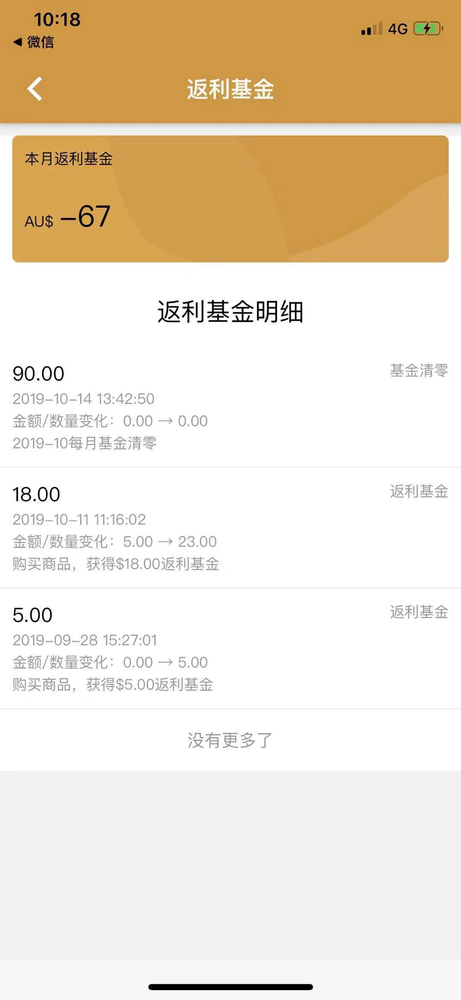 10:18
4G
◀ 微信
返利基金
本月返利基金
AU$ -67
返利基金明细
90.00
基金清零
2019-10-14 13:42:50
金额/数量变化：0.00 → 0.00
2019-10每月基金清零
18.00
返利基金
2019-10-11 11:16:02
金额/数量变化：5.00 → 23.00
购买商品，获得$18.00返利基金
5.00
返利基金
2019-09-28 15:27:01
金额/数量变化：0.00 → 5.00
购买商品，获得$5.00返利基金
没有更多了